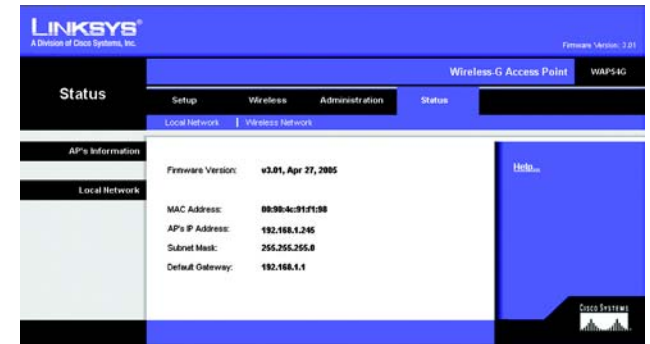 LINKSYS®
A Division of Cisco Systems, Inc.
Firmware Version: 3.01
Wireless-G Access Point WAP54G
Status
Setup Wireless Administration Status
Local Network | Wireless Network
AP's Information
Firmware Version: v3.01, Apr 27, 2005
Help...
Local Network
MAC Address: 00:90:4c:91:f1:98
AP's IP Address: 192.168.1.245
Subnet Mask: 255.255.255.0
Default Gateway: 192.168.1.1
CISCO SYSTEMS